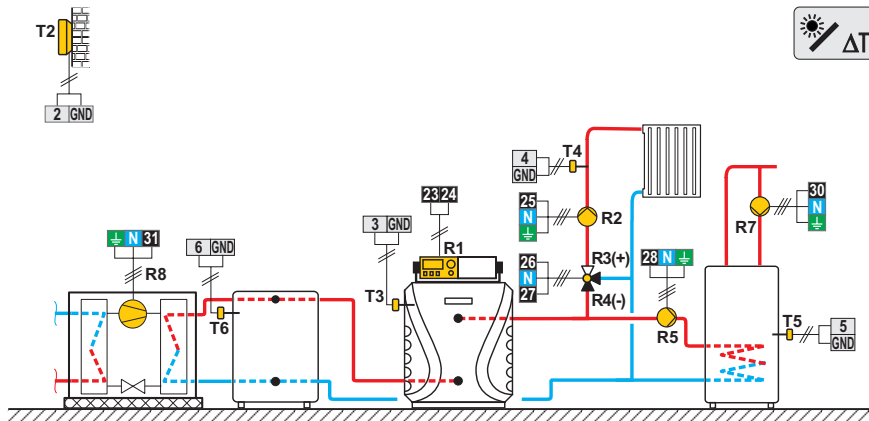 T2
ΔT
2 GND
4
GND
T4
23 24
25
N
R2
30
N
R7
3 GND
R1
R3(+)
28 N
N 31
6 GND
R8
26
N
27
T3
R4(-)
T6
R5
T5
5
GND